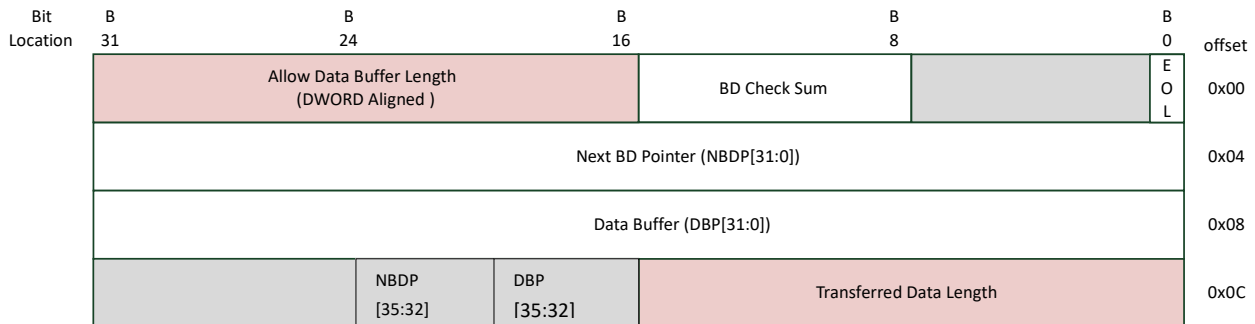 Bit B B B B B
Location 31 24 16 8 0 offset
Allow Data Buffer Length
(DWORD Aligned )
BD Check Sum
E
O
L
0x00
Next BD Pointer (NBDP[31:0])
0x04
Data Buffer (DBP[31:0])
0x08
NBDP
[35:32]
DBP
[35:32]
Transferred Data Length
0x0C